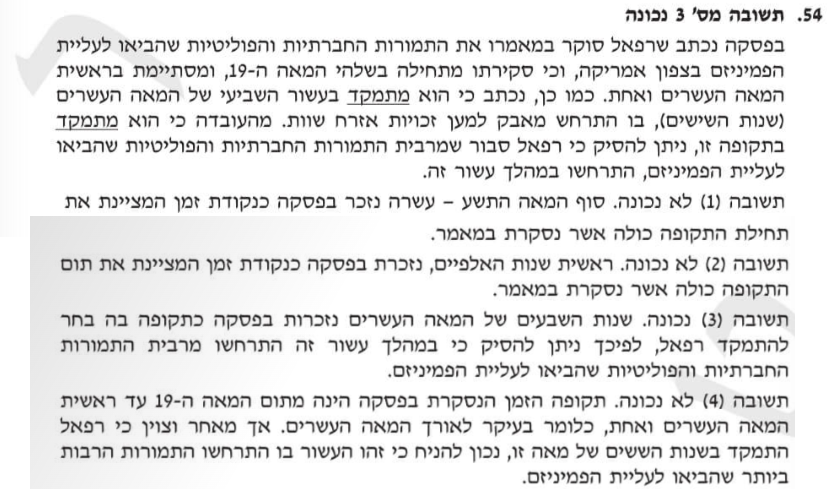 54. תשובה מס' 3 נכונה
בפסקה נכתב שרפאל סוקר במאמרו את התמורות החברתיות והפוליטיות שהביאו לעליית
הפמיניזם בצפון אמריקה, וכי סקירתו מתחילה בשלהי המאה ה-19, ומסתיימת בראשית
המאה העשרים ואחת. כמו כן, נכתב כי הוא מתמקד בעשור השביעי של המאה העשרים
(שנות השישים), בו התרחש מאבק למען זכויות אזרח שוות. מהעובדה כי הוא מתמקד
בתקופה זו, ניתן להסיק כי רפאל סבור שמרבית התמורות החברתיות והפוליטיות שהביאו
לעליית הפמיניזם, התרחשו במהלך עשור זה.
תשובה (1) לא נכונה. סוף המאה התשע – עשרה נזכר בפסקה כנקודת זמן המציינת את
תחילת התקופה כולה אשר נסקרת במאמר.
תשובה (2) לא נכונה. ראשית שנות האלפיים, נזכרת בפסקה כנקודת זמן המציינת את תום
התקופה כולה אשר נסקרת במאמר.
תשובה (3) נכונה. שנות השבעים של המאה העשרים נזכרות בפסקה כתקופה בה בחר
להתמקד רפאל, לפיכך ניתן להסיק כי במהלך עשור זה התרחשו מרבית התמורות
החברתיות והפוליטיות שהביאו לעליית הפמיניזם.
תשובה (4) לא נכונה. תקופת הזמן הנסקרת בפסקה הינה מתום המאה ה-19 עד ראשית
המאה העשרים ואחת, כלומר בעיקר לאורך המאה העשרים. אך מאחר וצוין כי רפאל
התמקד בשנות הששים של מאה זו, נכון להניח כי זהו העשור בו התרחשו התמורות הרבות
ביותר שהביאו לעליית הפמיניזם.